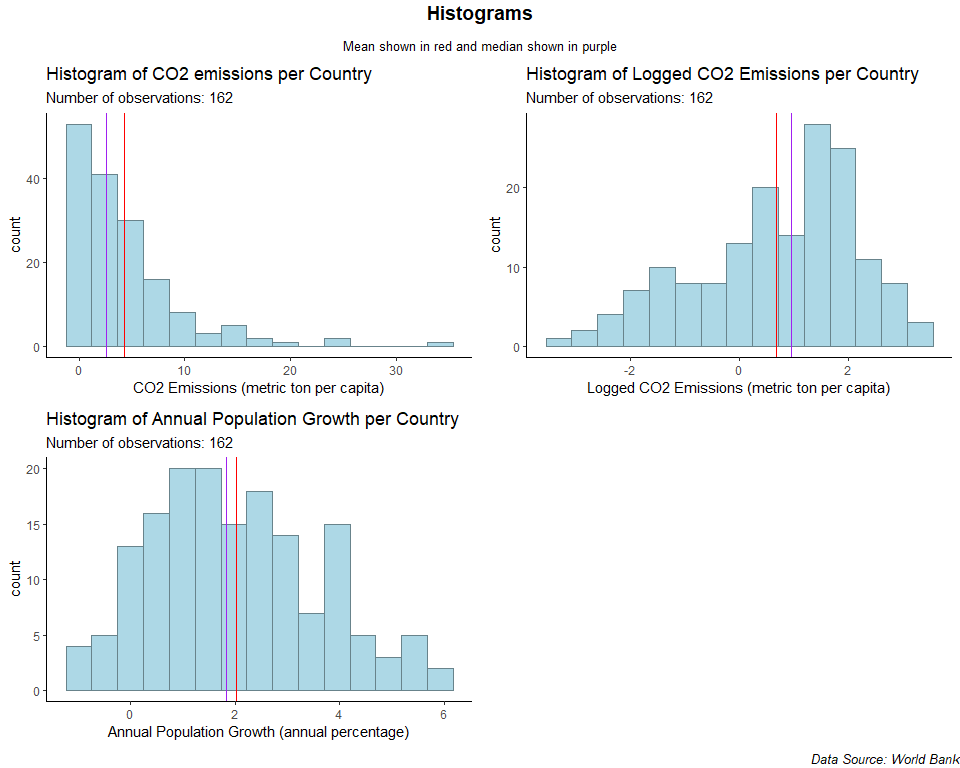 Histograms
Mean shown in red and median shown in purple
Histogram of CO2 emissions per Country
Number of observations: 162
count
40
20
0
0 10 20 30
CO2 Emissions (metric ton per capita)
Histogram of Logged CO2 Emissions per Country
Number of observations: 162
count
20
10
0
-2 0 2
Logged CO2 Emissions (metric ton per capita)
Histogram of Annual Population Growth per Country
Number of observations: 162
count
20
15
10
5
0
0 2 4 6
Annual Population Growth (annual percentage)
Data Source: World Bank